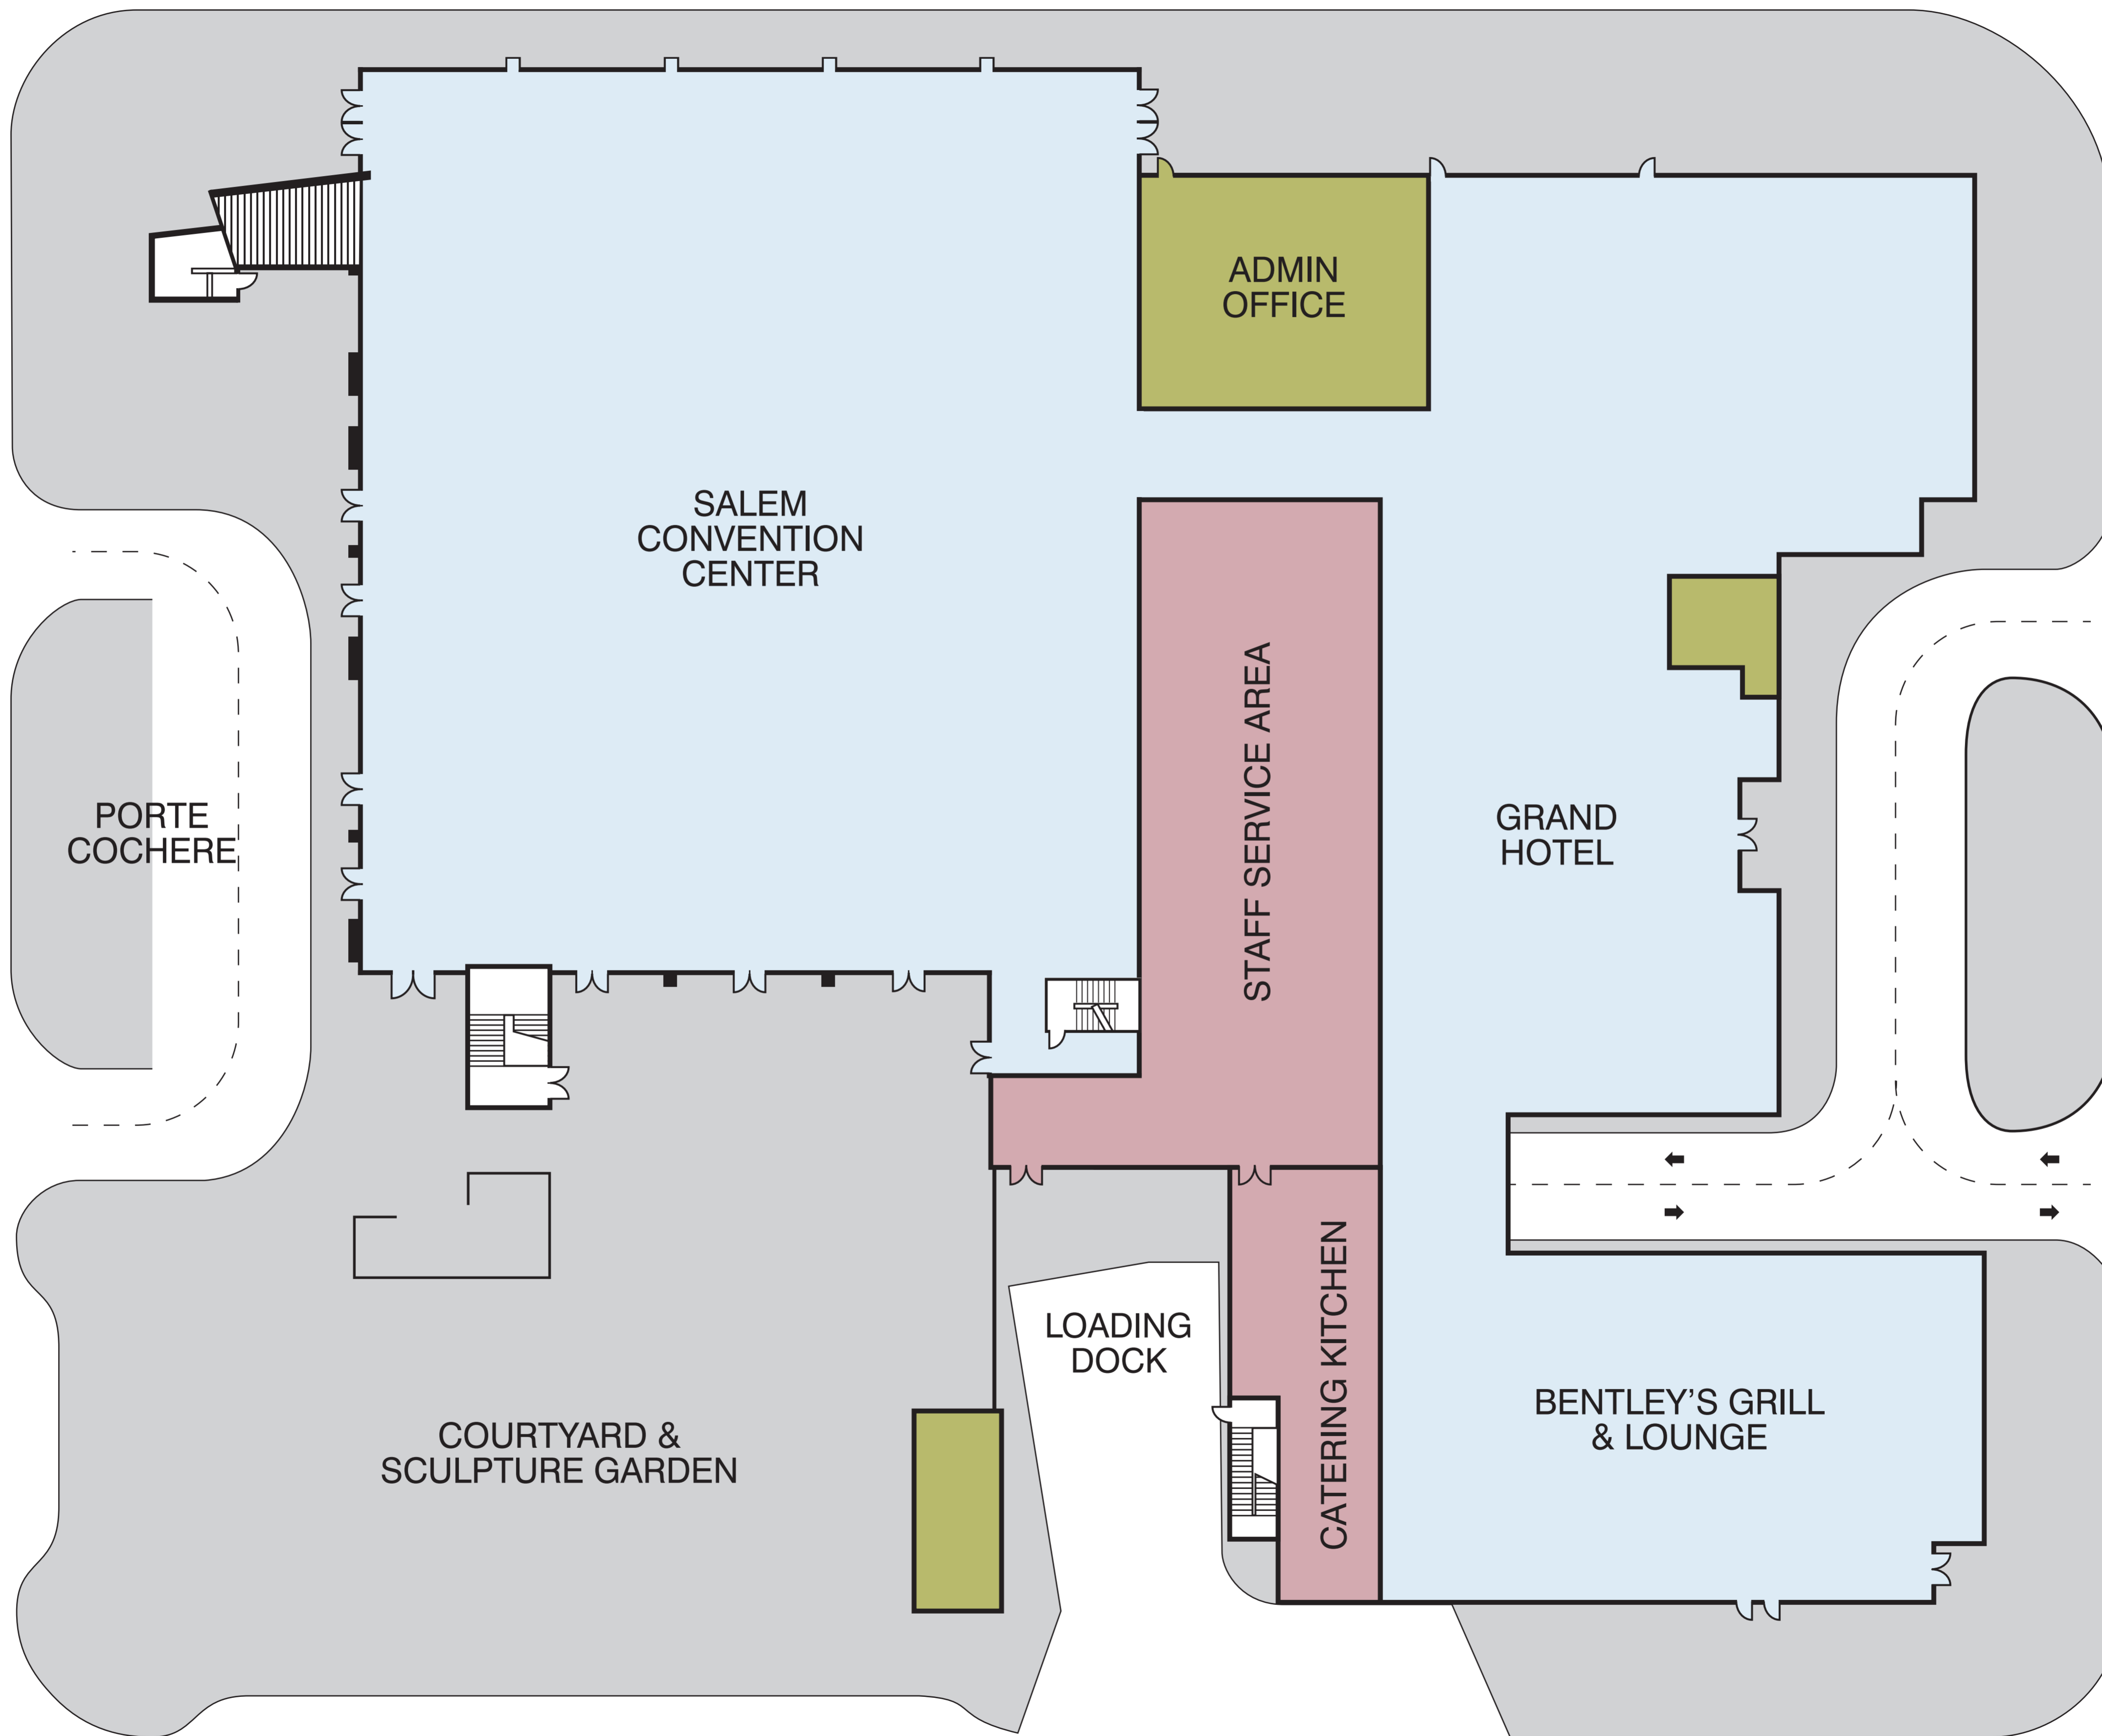 ADMIN
OFFICE
SALEM
CONVENTION
CENTER
STAFF SERVICE AREA
PORTE
COCHERE
GRAND
HOTEL
LOADING
DOCK
CATERING KITCHEN
BENTLEY’S GRILL
& LOUNGE
COURTYARD &
SCULPTURE GARDEN